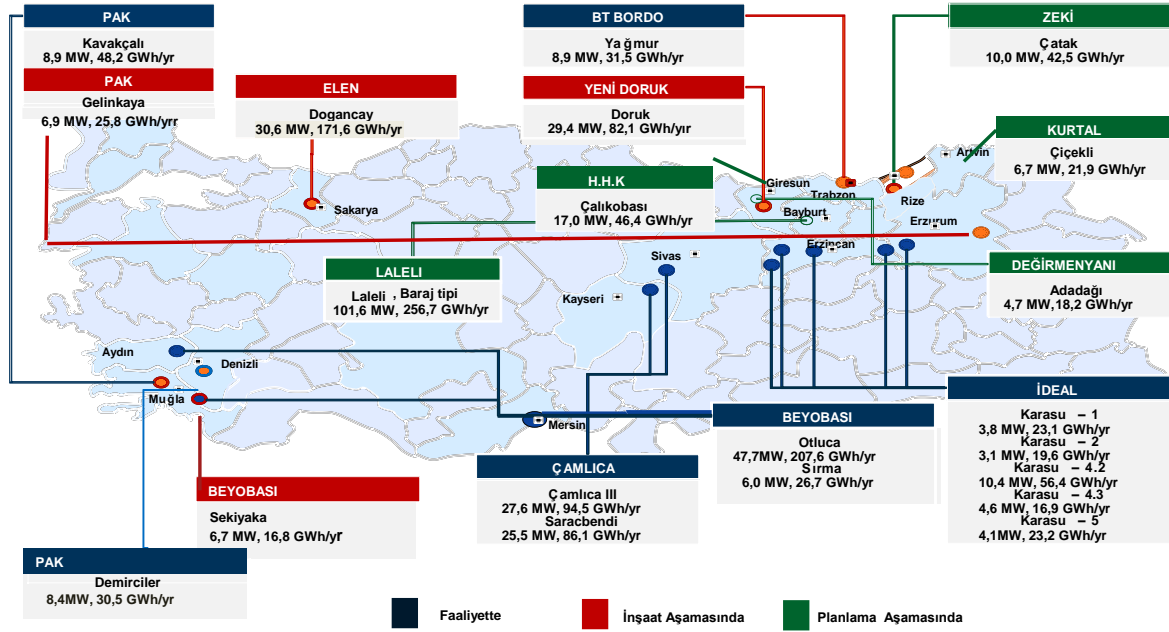 PAK
Kavakçalı
8,9 MW, 48,2 GWh/yr
PAK
Gelinkaya
6,9 MW, 25,8 GWh/yrr
ELEN
Dogancay
30,6 MW, 171,6 GWh/yr
BT BORDO
Ya ğmur
8,9 MW, 31,5 GWh/yr
YENİ DORUK
Doruk
29,4 MW, 82,1 GWh/yır
ZEKİ
Çatak
10,0 MW, 42,5 GWh/yr
KURTAL
Çiçekli
6,7 MW, 21,9 GWh/yr
H.H.K
Çalıkobası
17,0 MW, 46,4 GWh/yr
LALELI
Laleli , Baraj tipi
101,6 MW, 256,7 GWh/yr
DEĞİRMENYANI
Adadağı
4,7 MW,18,2 GWh/yr
Artvin
Giresun
Trabzon
Rize
Bayburt
Erzurum
Erzincan
Sakarya
Sivas
Kayseri
Aydın
Denizli
Muğla
Mersin
İDEAL
Karasu – 1
3,8 MW, 23,1 GWh/yr
Karasu – 2
3,1 MW, 19,6 GWh/yr
Karasu – 4.2
10,4 MW, 56,4 GWh/yr
Karasu – 4.3
4,6 MW, 16,9 GWh/yr
Karasu – 5
4,1MW, 23,2 GWh/yr
BEYOBASI
Otluca
47,7MW, 207,6 GWh/yr
Sırma
6,0 MW, 26,7 GWh/yr
ÇAMLICA
Çamlıca III
27,6 MW, 94,5 GWh/yr
Saracbendi
25,5 MW, 86,1 GWh/yr
BEYOBASI
Sekiyaka
6,7 MW, 16,8 GWh/yr
PAK
Demirciler
8,4MW, 30,5 GWh/yr
Faaliyette
İnşaat Aşamasında
Planlama Aşamasında